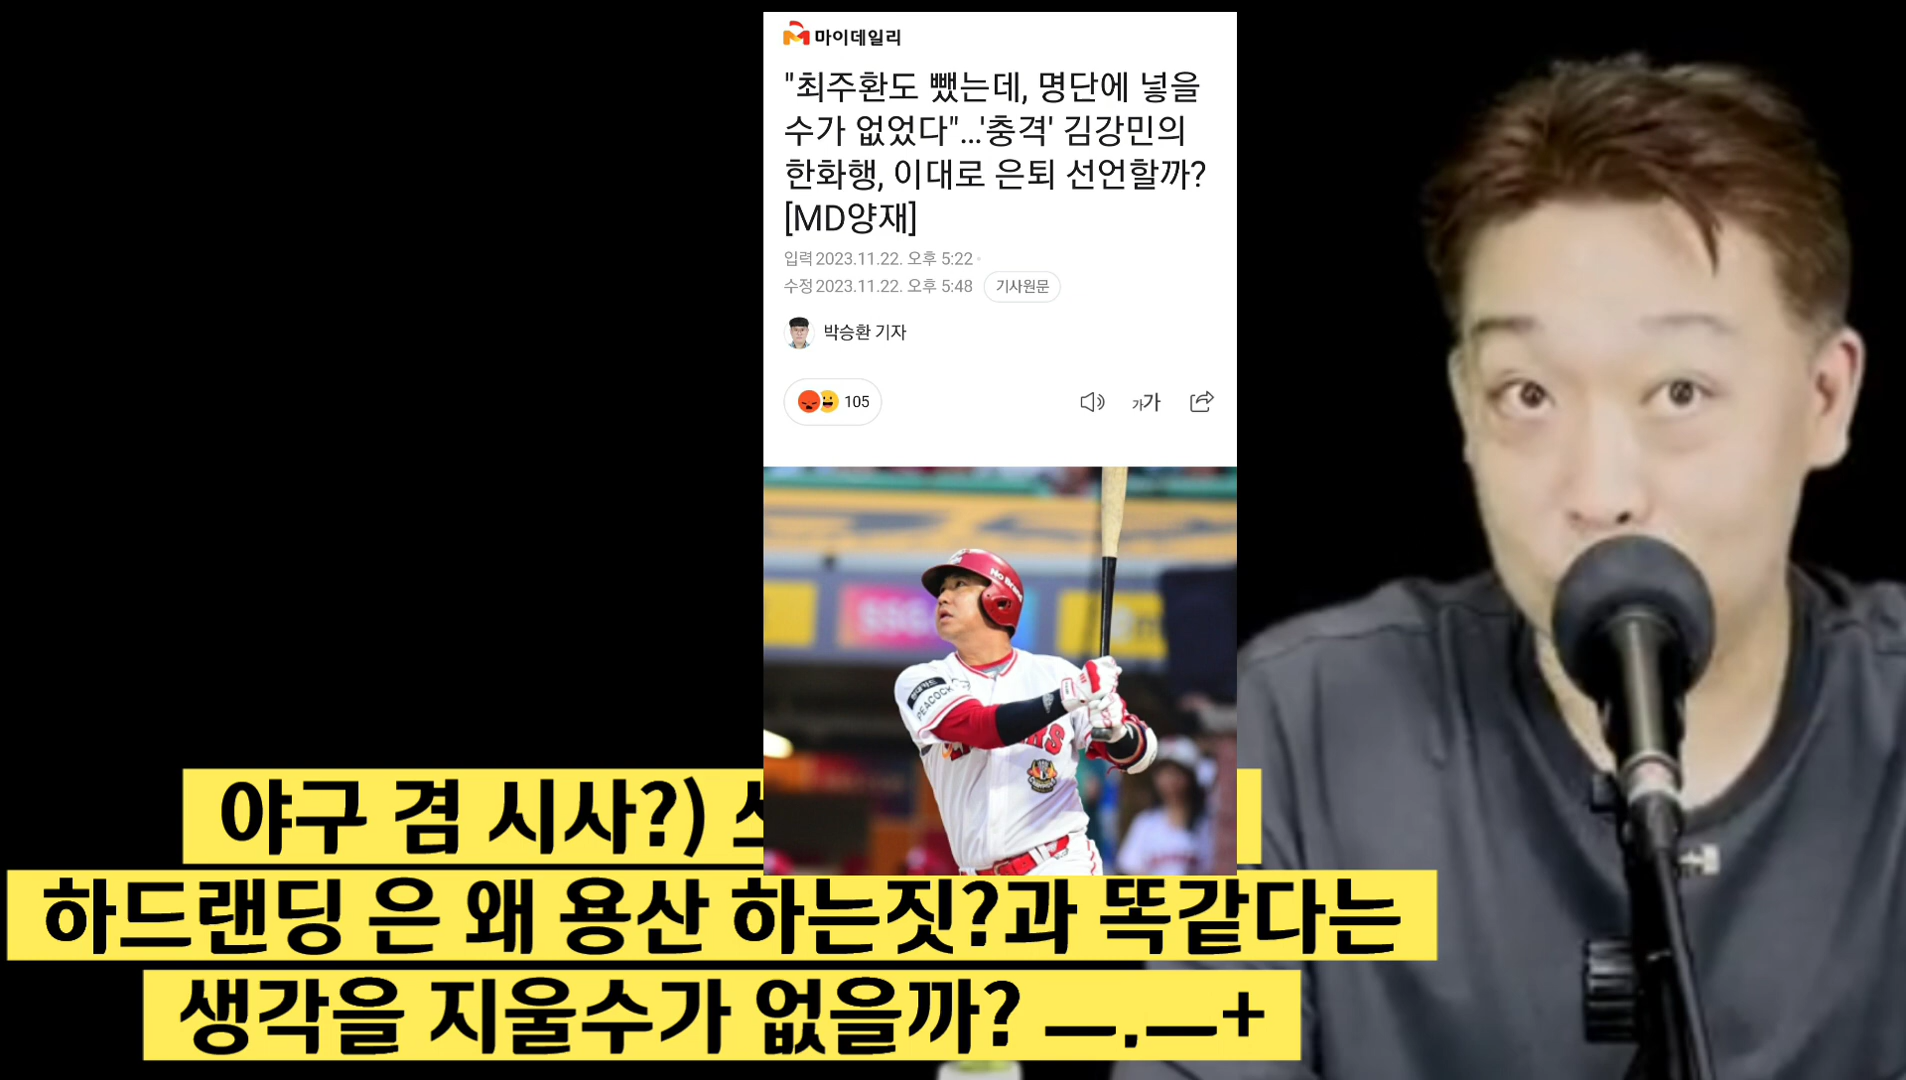 마이데일리
"최주환도 뺐는데, 명단에 넣을
수가 없었다"...'충격' 김강민의
한화행, 이대로 은퇴 선언할까?
[MD양재]
입력 2023.11.22. 오후 5:22
수정 2023.11.22. 오후 5:48 기사원문
박승환 기자
105 가가
No Brand
SSG
PEACOCK
야구 겸 시사?)
하드랜딩 은 왜 용산 하는짓?과 똑같다는
생각을 지울수가 없을까? ㅡ.ㅡ+